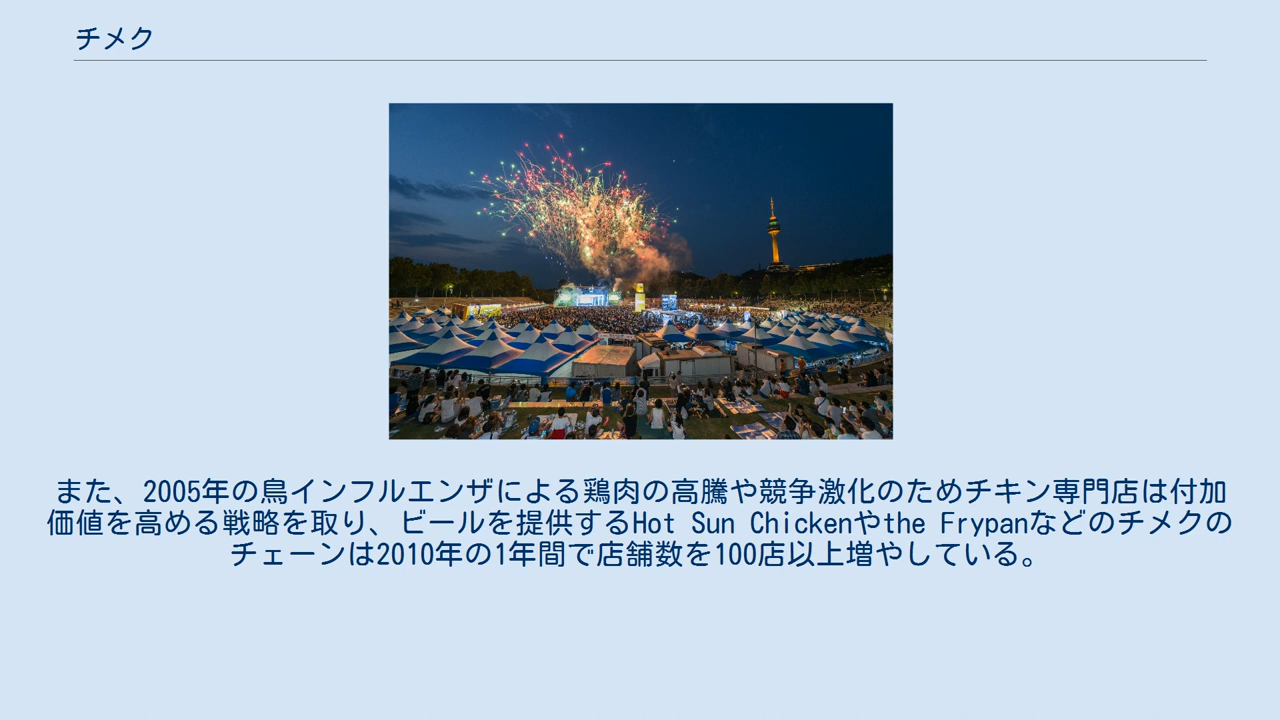 チメク
また、2005年の鳥インフルエンザによる鶏肉の高騰や競争激化のためチキン専門店は付加
価値を高める戦略を取り、ビールを提供するHot Sun Chickenやthe Frypanなどのチメクの
チェーンは2010年の1年間で店舗数を100店以上増やしている。